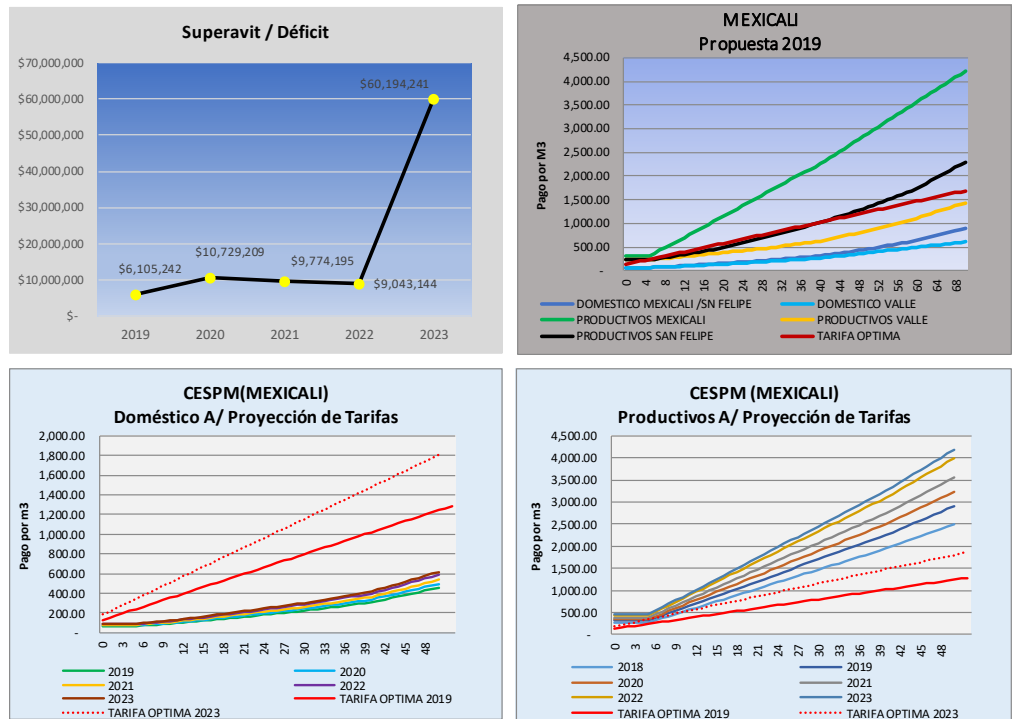 Superavit / Déficit
$70,000,000
$60,000,000
$50,000,000
$40,000,000
$30,000,000
$20,000,000
$10,000,000
$-
$60,194,241
$6,105,242
$10,729,209
$9,774,195
$9,043,144
2019 2020 2021 2022 2023
MEXICALI
Propuesta 2019
Pago por M3
4,500.00
4,000.00
3,500.00
3,000.00
2,500.00
2,000.00
1,500.00
1,000.00
500.00
-
0 4 8 12 16 20 24 28 32 36 40 44 48 52 56 60 64 68
DOMESTICO MEXICALI /SN FELIPE DOMESTICO VALLE
PRODUCTIVOS MEXICALI PRODUCTIVOS VALLE
PRODUCTIVOS SAN FELIPE TARIFA OPTIMA
CESPM(MEXICALI)
Doméstico A/ Proyección de Tarifas
Pago por m3
2,000.00
1,800.00
1,600.00
1,400.00
1,200.00
1,000.00
800.00
600.00
400.00
200.00
-
0 3 6 9 12 15 18 21 24 27 30 33 36 39 42 45 48
2019 2020
2021 2022
2023 TARIFA OPTIMA 2019
TARIFA OPTIMA 2023
CESPM (MEXICALI)
Productivos A/ Proyección de Tarifas
Pago por m3
4,500.00
4,000.00
3,500.00
3,000.00
2,500.00
2,000.00
1,500.00
1,000.00
500.00
-
0 3 6 9 12 15 18 21 24 27 30 33 36 39 42 45 48
2018 2019
2020 2021
2022 2023
TARIFA OPTIMA 2019 TARIFA OPTIMA 2023